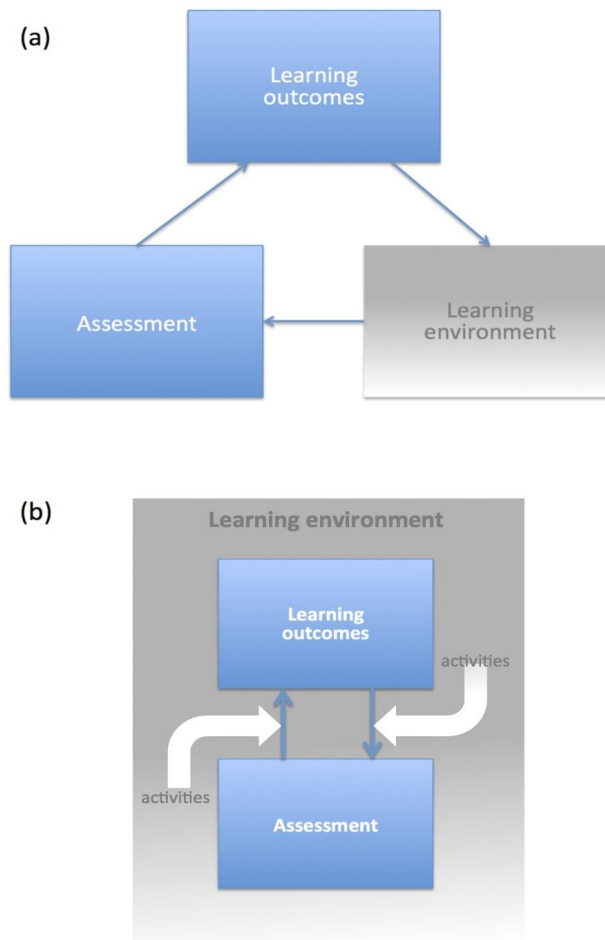 (a)
Learning
outcomes
Assessment
Learning
environment
(b)
Learning environment
Learning
outcomes
activities
activities
Assessment